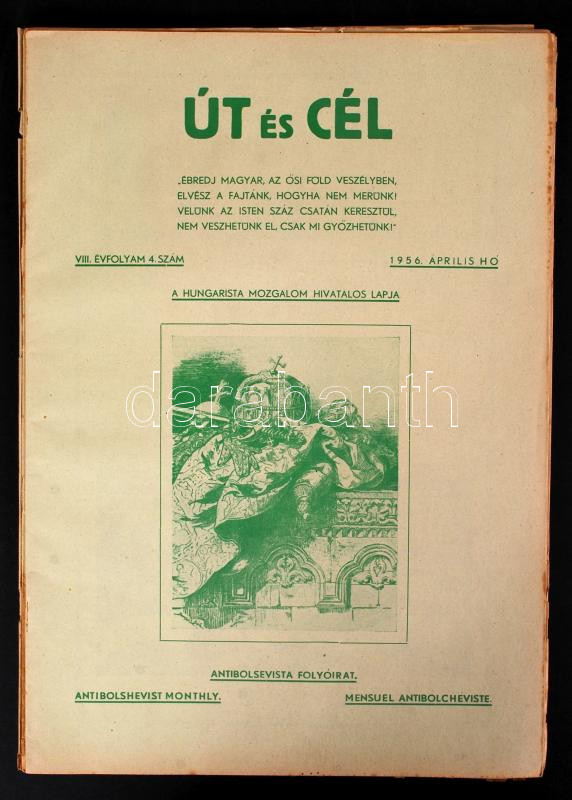 ÚT ÉS CÉL
„ÉBREDJ MAGYAR, AZ ŐSI FÖLD VESZÉLYBEN,
ELVÉSZ A FAJTÁNK, HOGYHA NEM MERÜNK!
VELÜNK AZ ISTEN SZÁZ CSATÁN KERESZTÜL,
NEM VESZHETÜNK EL, CSAK MI GYŐZHETÜNK!"
VIII. ÉVFOLYAM 4. SZÁM
1956. ÁPRILIS HÓ
A HUNGARISTA MOZGALOM HIVATALOS LAPJA
darabanth
ANTIBOLSEVISTA FOLYÓIRAT.
ANTIBOLSHEVIST MONTHLY.
MENSUEL ANTIBOLCHEVISTE.